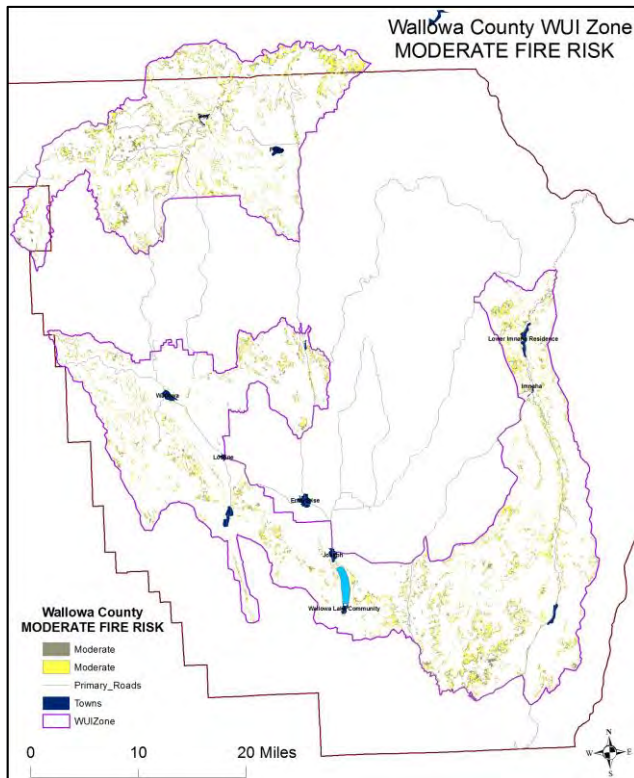 Wallowa County WUI Zone
MODERATE FIRE RISK
Lower Imnaha Residence
Imnaha
Wallowa
Lostine
Enterprise
Joseph
Wallowa Lake Community
Wallowa County
MODERATE FIRE RISK
Moderate
Moderate
Primary_Roads
Towns
WUIZone
0 10 20 Miles
N
W E
S